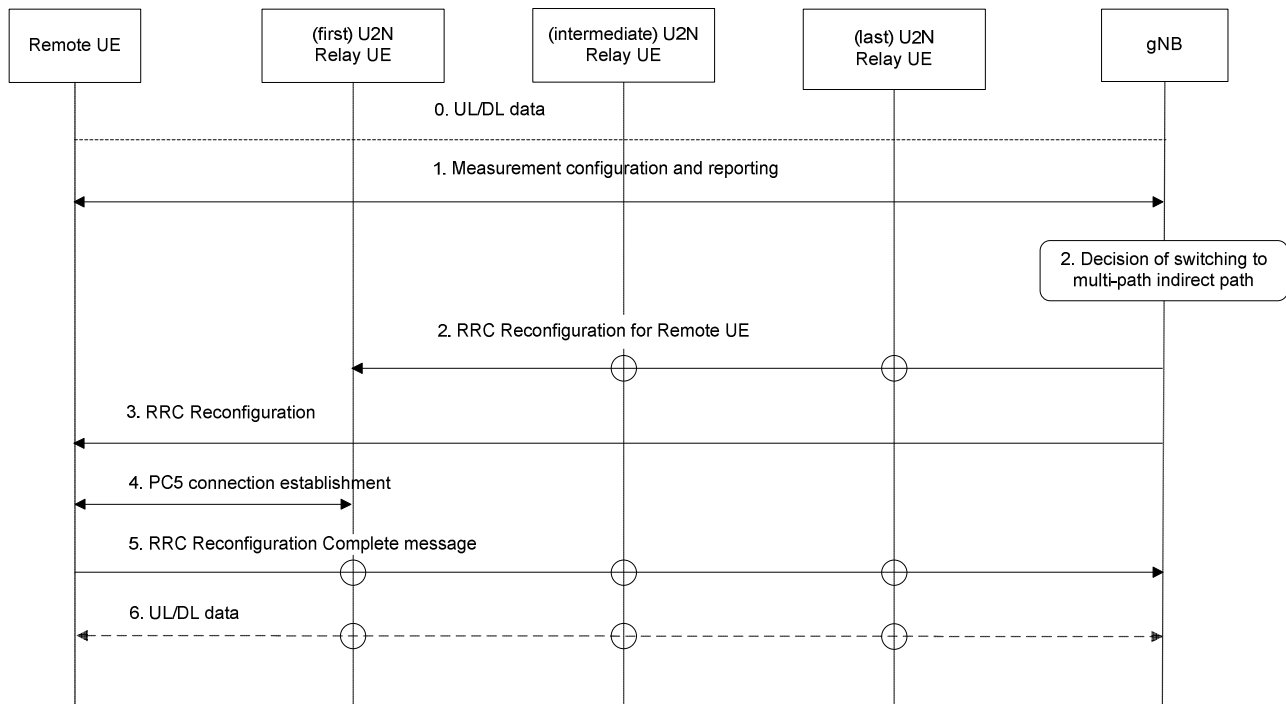 Remote UE
(first) U2N
Relay UE
(intermediate) U2N
Relay UE
(last) U2N
Relay UE
gNB
0. UL/DL data
1. Measurement configuration and reporting
2. Decision of switching to
multi-path indirect path
2. RRC Reconfiguration for Remote UE
3. RRC Reconfiguration
4. PC5 connection establishment
5. RRC Reconfiguration Complete message
6. UL/DL data